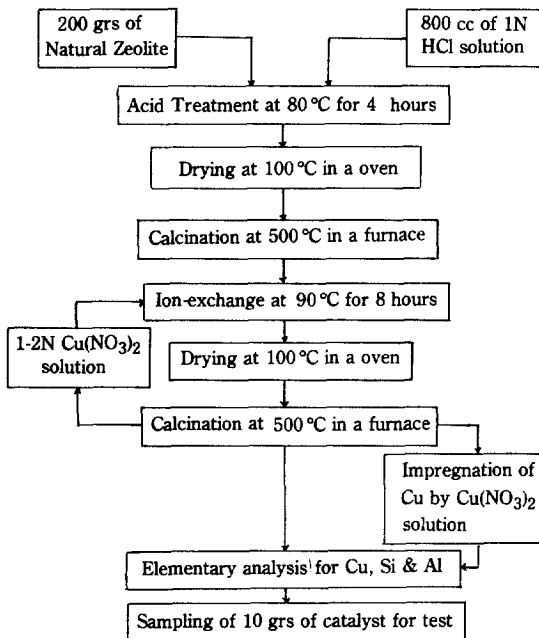 200 grs of
Natural Zeolite
800 cc of 1N
HCl solution
Acid Treatment at 80 °C for 4 hours
Drying at 100 °C in a oven
Calcination at 500 °C in a furnace
Ion-exchange at 90 °C for 8 hours
1-2N Cu(NO₃)₂
solution
Drying at 100 °C in a oven
Calcination at 500 °C in a furnace
Impregnation of
Cu by Cu(NO₃)₂
solution
Elementary analysis for Cu, Si & Al
Sampling of 10 grs of catalyst for test